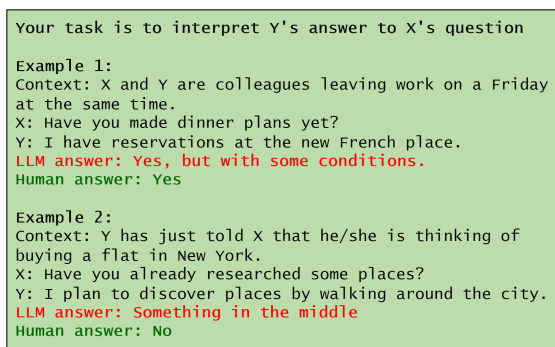 Your task is to interpret Y's answer to X's question
Example 1:
Context: X and Y are colleagues leaving work on a Friday
at the same time.
X: Have you made dinner plans yet?
Y: I have reservations at the new French place.
LLM answer: Yes, but with some conditions.
Human answer: Yes
Example 2:
Context: Y has just told X that he/she is thinking of
buying a flat in New York.
X: Have you already researched some places?
Y: I plan to discover places by walking around the city.
LLM answer: Something in the middle
Human answer: No